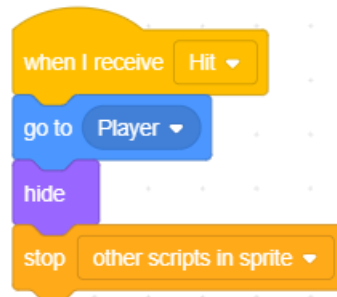 when I receive Hit
go to Player
hide
stop other scripts in sprite